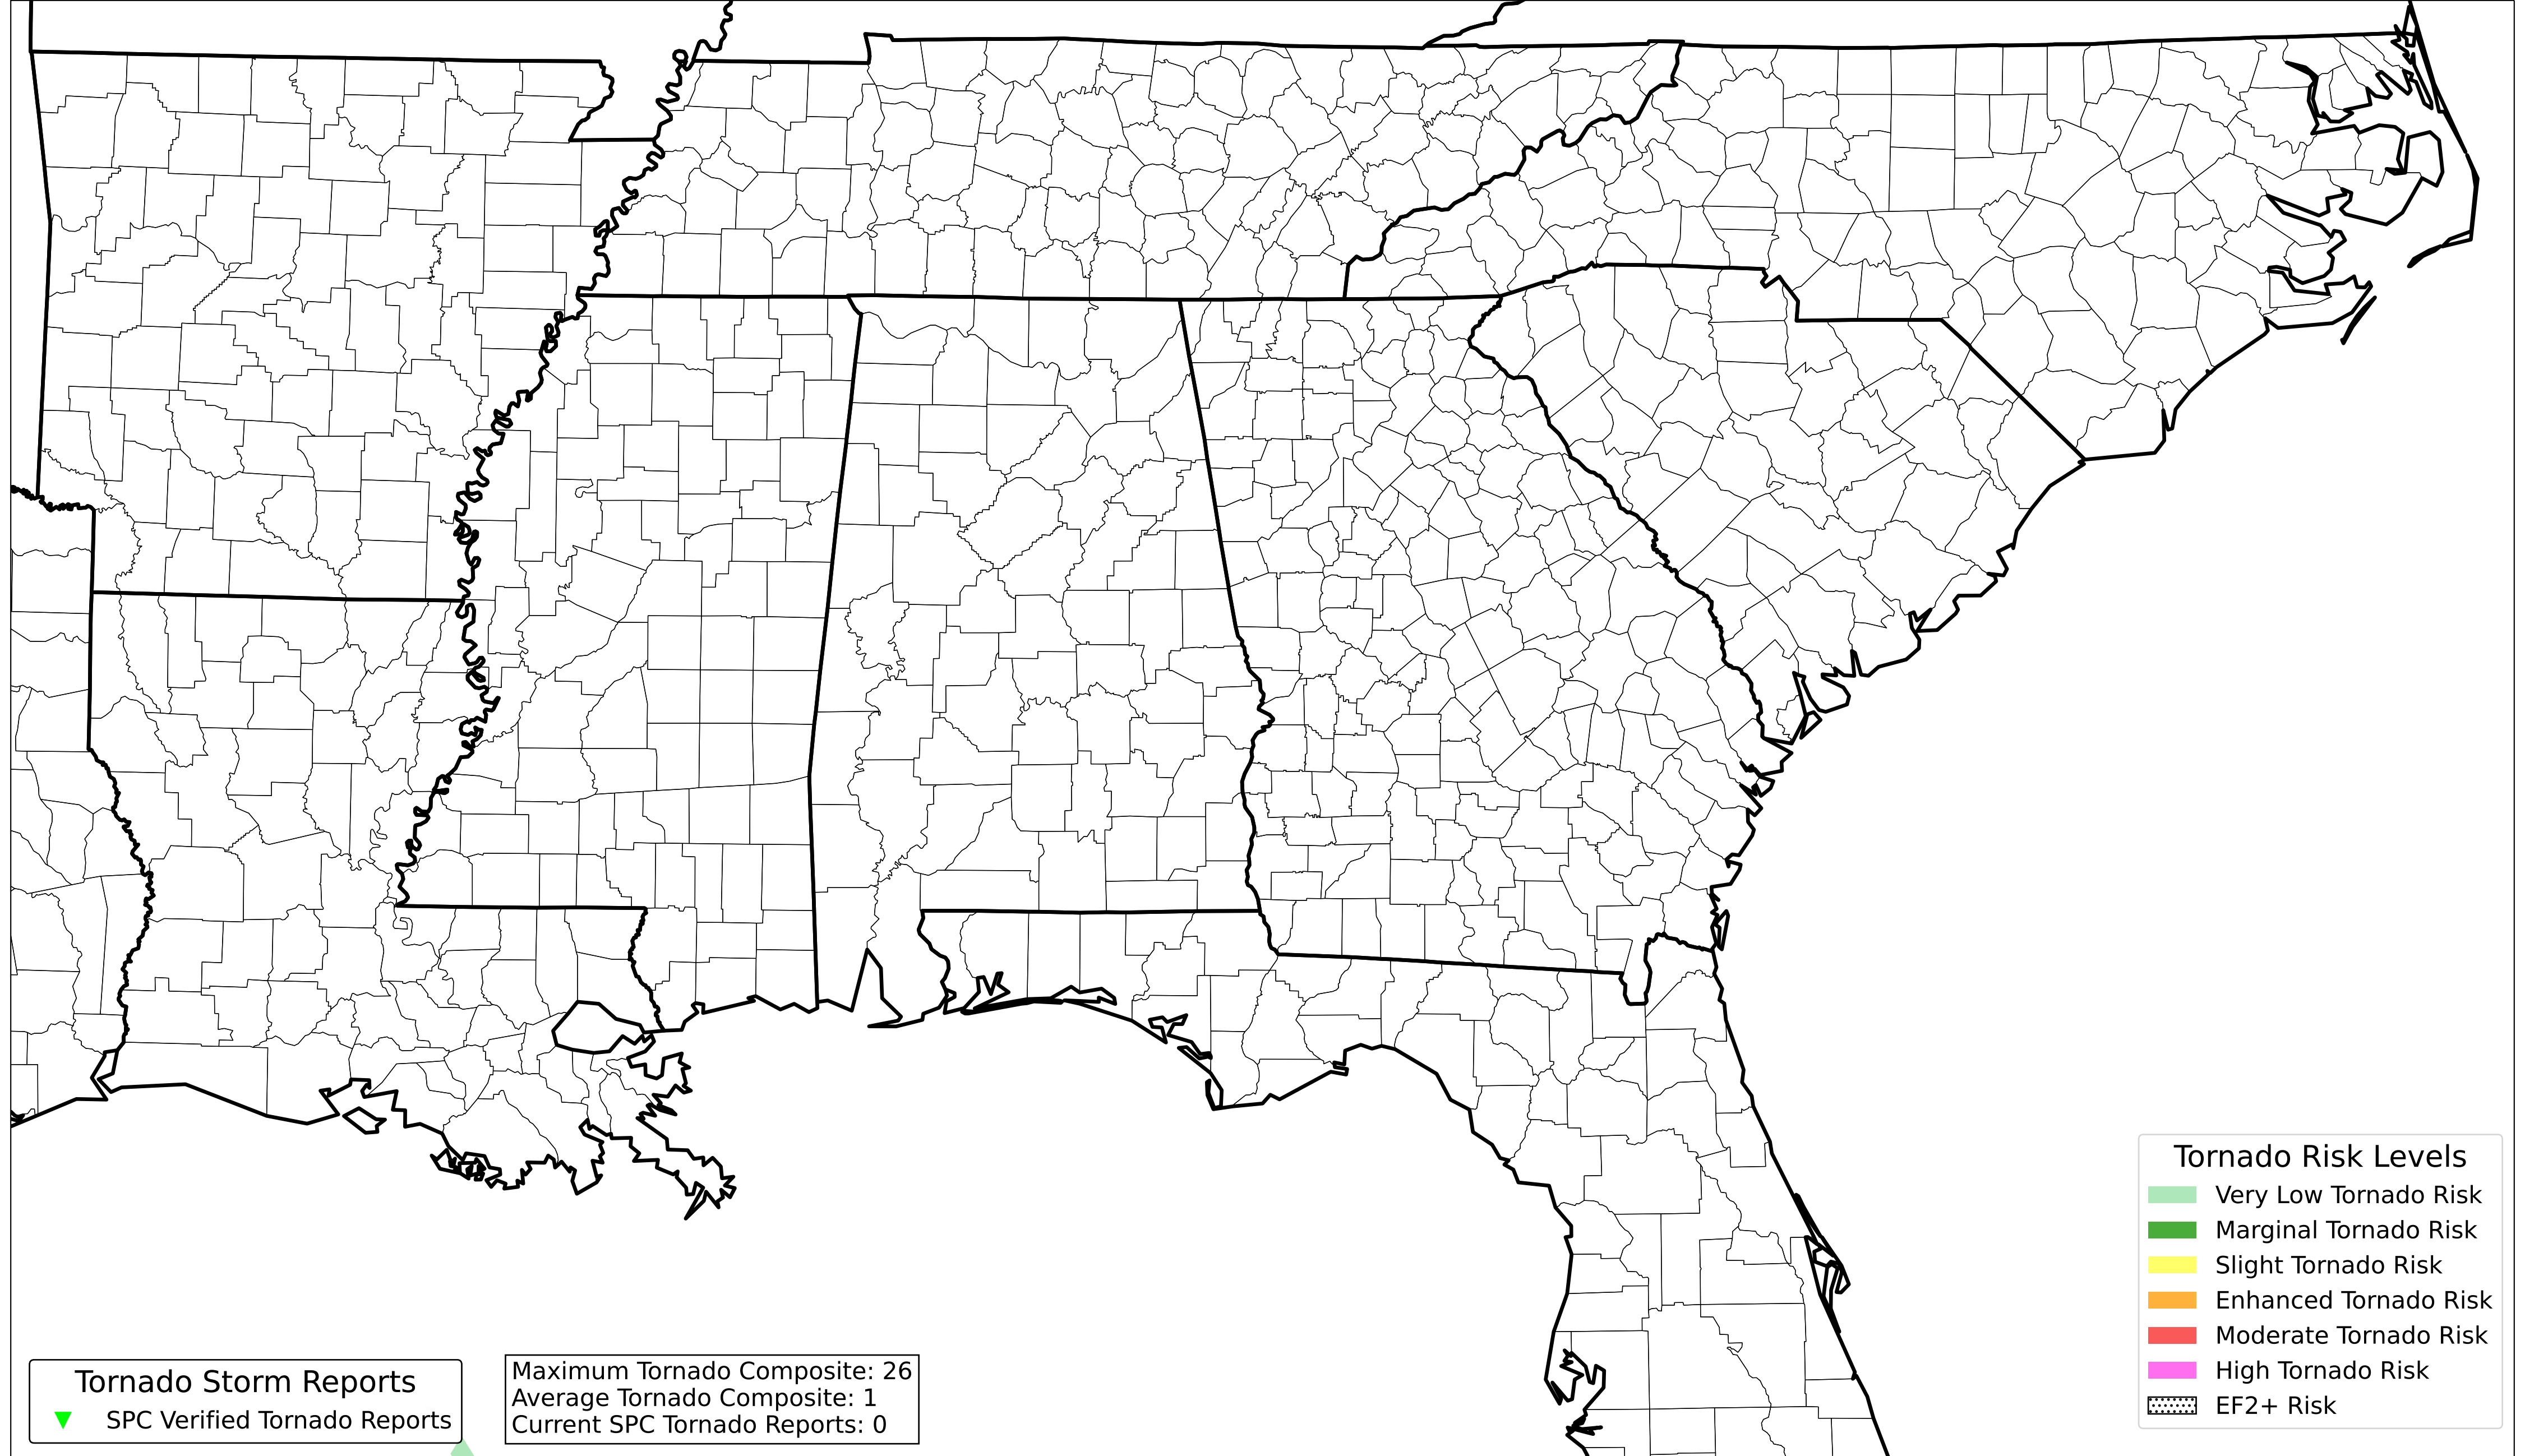 Tornado Storm Reports
SPC Verified Tornado Reports
Maximum Tornado Composite: 26
Average Tornado Composite: 1
Current SPC Tornado Reports: 0
Tornado Risk Levels
Very Low Tornado Risk
Marginal Tornado Risk
Slight Tornado Risk
Enhanced Tornado Risk
Moderate Tornado Risk
High Tornado Risk
EF2+ Risk